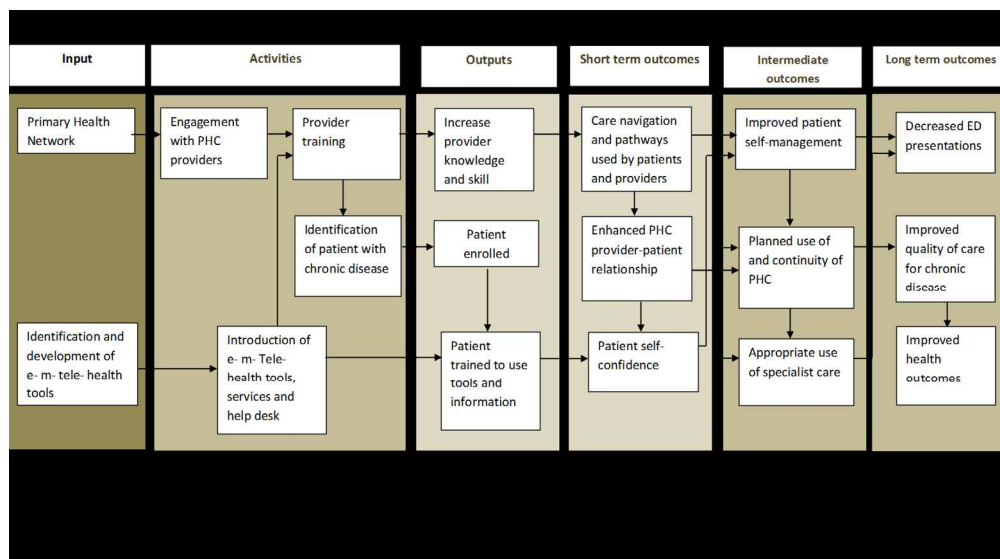 Input
Activities
Outputs
Short term outcomes
Intermediate
outcomes
Long term outcomes
Primary Health
Network
Engagement
with PHC
providers
Provider
training
Increase
provider
knowledge
and skill
Care navigation
and pathways
used by patients
and providers
Improved patient
self-management
Decreased ED
presentations
Identification
of patient with
chronic disease
Patient
enrolled
Enhanced PHC
provider-patient
relationship
Planned use of
and continuity of
PHC
Improved
quality of care
for chronic
disease
Identification and
development of
e- m- tele- health
tools
Introduction of
e- m- Tele-
health tools,
services and
help desk
Patient
trained to use
tools and
information
Patient self-
confidence
Appropriate use
of specialist care
Improved
health
outcomes